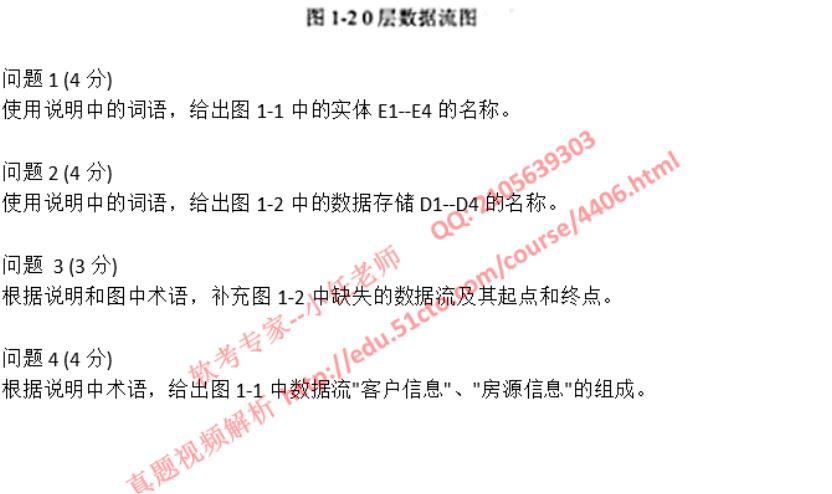 图 1-2 0 层数据流图
问题 1 (4 分)
使用说明中的词语，给出图 1-1 中的实体 E1--E4 的名称。
问题 2 (4 分)
使用说明中的词语，给出图 1-2 中的数据存储 D1--D4 的名称。
问题 3 (3 分)
根据说明和图中术语，补充图 1-2 中缺失的数据流及其起点和终点。
问题 4 (4 分)
根据说明中术语，给出图 1-1 中数据流"客户信息"、"房源信息"的组成。
软考专家--小任老师 QQ: 2105639303
真题视频解析 http://edu.51cto.com/course/4406.html